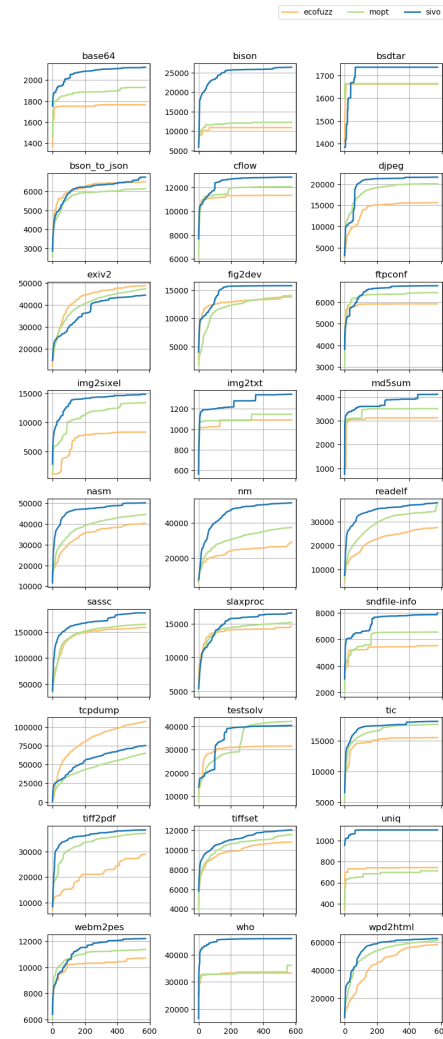 ecofuzz mopt sivo
base64 bison bsdtar
2000 25000 1700
20000
1800 1600
15000
1600 1500
10000
1400 5000 1400
bson_to_json cflow djpeg
6000 12000 20000
5000 10000 15000
4000 8000 10000
3000 6000 5000
exiv2 fig2dev ftpconf
50000
40000 15000 6000
30000 10000 5000
20000 5000 4000
3000
img2sixel img2txt md5sum
15000 4000
1200
10000 1000 3000
800 2000
5000
600 1000
nasm nm readelf
50000
40000 40000 30000
30000 20000
20000 20000
10000 10000
sassc slaxproc sndfile-info
15000 8000
150000 6000
100000 10000
4000
50000 5000 2000
tcpdump testsolv tic
100000 40000
75000 15000
30000
50000 20000 10000
25000
0 10000 5000
tiff2pdf tiffset uniq
12000
30000 10000 1000
8000 800
20000
6000 600
10000 4000 400
webm2pes who wpd2html
12000 60000
40000
10000 40000
30000
8000
20000 20000
6000
0 200 400 600 0 200 400 600 0 200 400 600